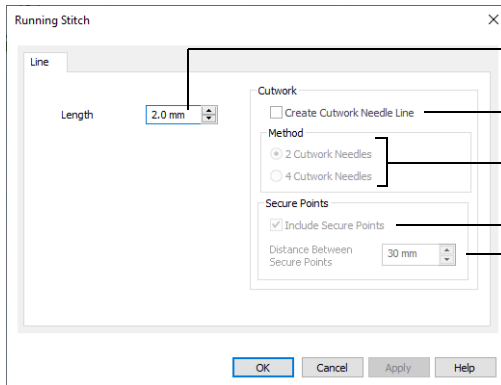 Running Stitch
Line
Length
2.0 mm
Cutwork
Create Cutwork Needle Line
Method
2 Cutwork Needles
4 Cutwork Needles
Secure Points
Include Secure Points
Distance Between
Secure Points
30 mm
OK Cancel Apply Help